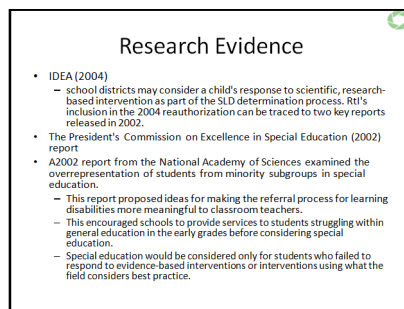 Research Evidence
• IDEA (2004)
– school districts may consider a child's response to scientific, research-
based intervention as part of the SLD determination process. RtI's
inclusion in the 2004 reauthorization can be traced to two key reports
released in 2002.
• The President's Commission on Excellence in Special Education (2002)
report
• A2002 report from the National Academy of Sciences examined the
overrepresentation of students from minority subgroups in special
education.
– This report proposed ideas for making the referral process for learning
disabilities more meaningful to classroom teachers.
– This encouraged schools to provide services to students struggling within
general education in the early grades before considering special
education.
– Special education would be considered only for students who failed to
respond to evidence-based interventions or interventions using what the
field considers best practice.